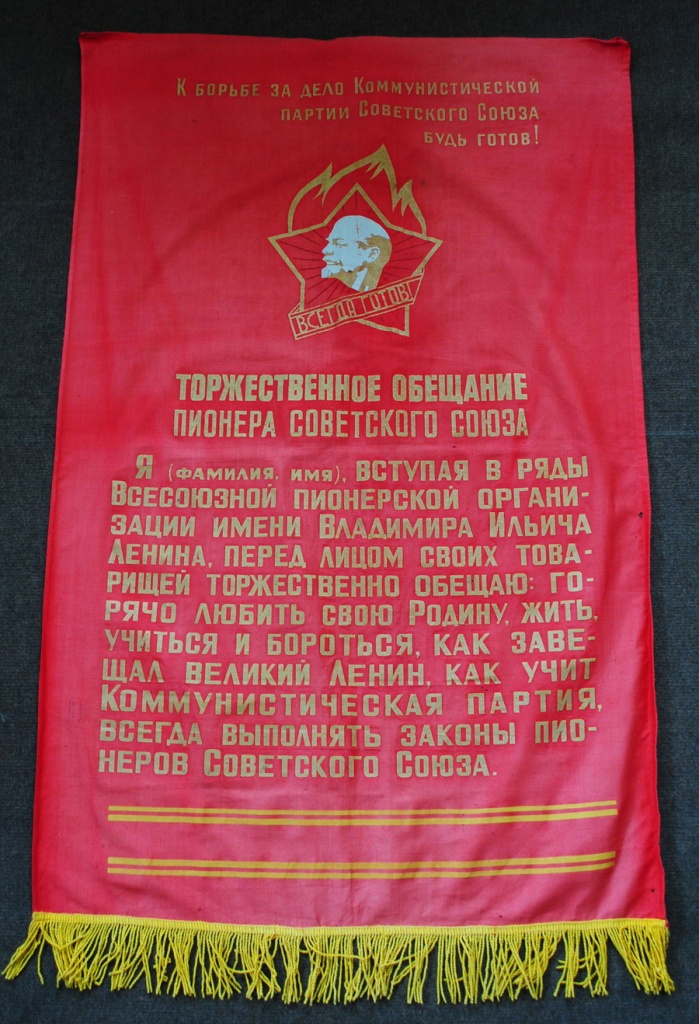 К борьбе за дело Коммунистической
партии Советского Союза
будь готов!
ВСЕГДА ГОТОВ!
ТОРЖЕСТВЕННОЕ ОБЕЩАНИЕ
ПИОНЕРА СОВЕТСКОГО СОЮЗА
Я (фамилия, имя), вступая в ряды
Всесоюзной пионерской органи-
зации имени Владимира Ильича
Ленина, перед лицом своих това-
рищей торжественно обещаю: го-
рячо любить свою Родину, жить,
учиться и бороться, как заве-
щал великий Ленин, как учит
Коммунистическая партия,
всегда выполнять законы пио-
неров Советского Союза.